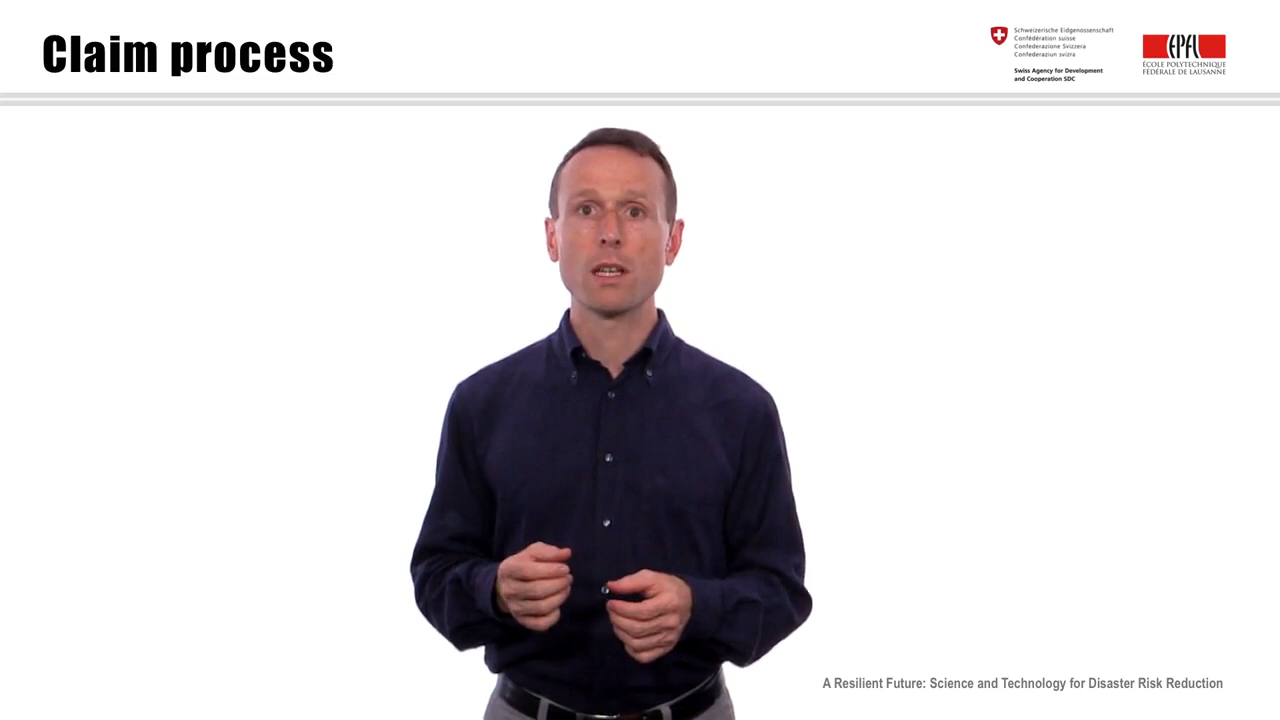 Claim process
Schweizerische Eidgenossenschaft
Confédération suisse
Confederazione Svizzera
Confederaziun svizra
Swiss Agency for Development
and Cooperation SDC
EPFL
ÉCOLE POLYTECHNIQUE
FÉDÉRALE DE LAUSANNE
A Resilient Future: Science and Technology for Disaster Risk Reduction